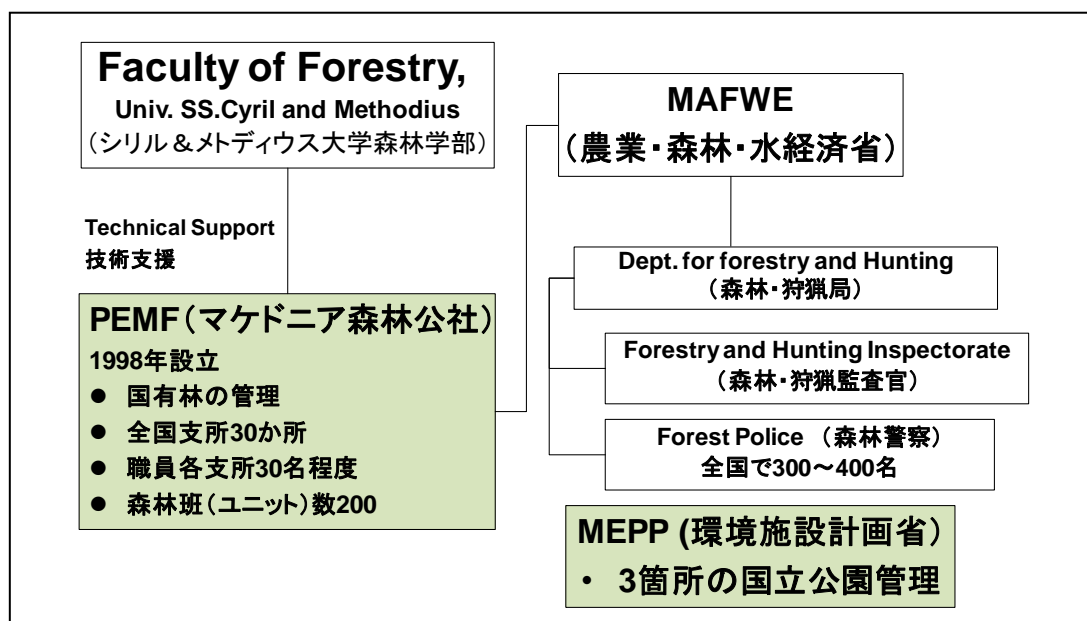 Faculty of Forestry,
Univ. SS.Cyril and Methodius
（シリル＆メトディウス大学森林学部）
MAFWE
（農業・森林・水経済省）
Technical Support
技術支援
PEMF（マケドニア森林公社）
1998年設立
● 国有林の管理
● 全国支所30か所
● 職員各支所30名程度
● 森林班（ユニット）数200
Dept. for forestry and Hunting
（森林・狩猟局）
Forestry and Hunting Inspectorate
（森林・狩猟監査官）
Forest Police （森林警察）
全国で300～400名
MEPP (環境施設計画省）
• 3箇所の国立公園管理